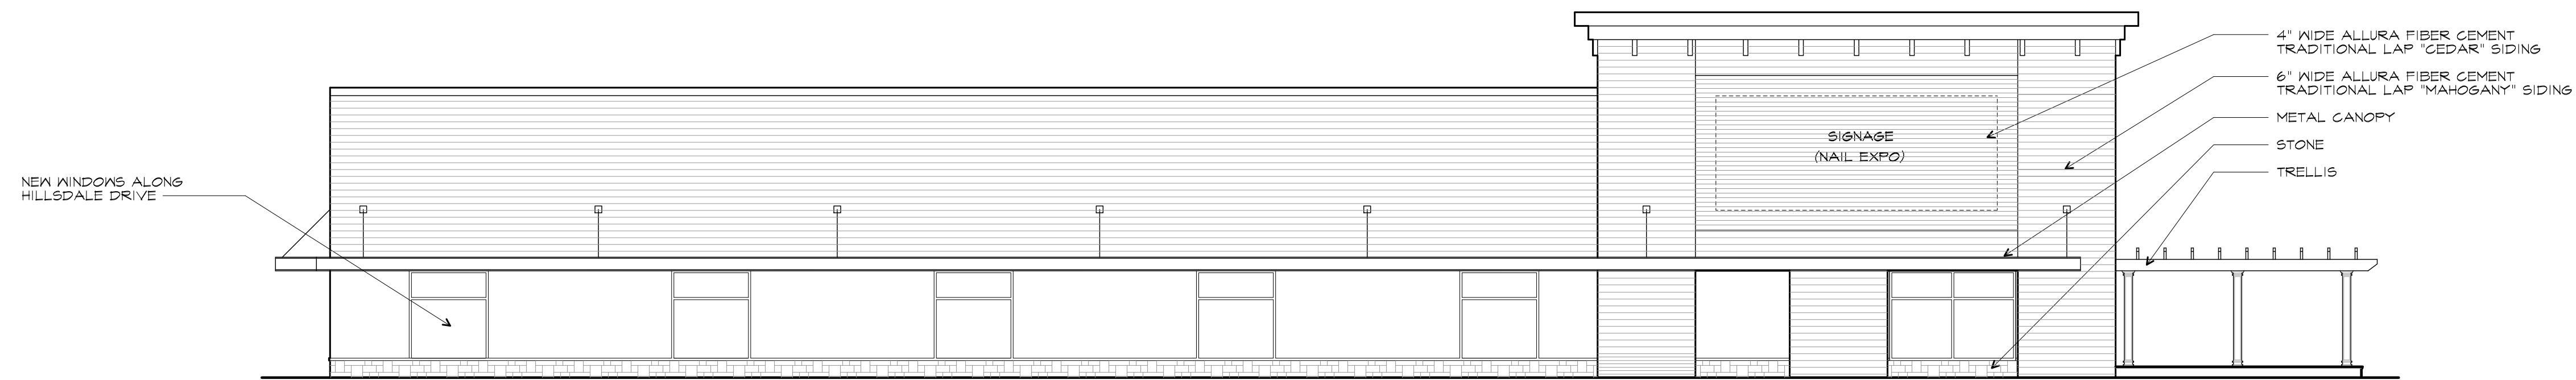 NEW WINDOWS ALONG
HILLSDALE DRIVE
SIGNAGE
(NAIL EXPO)
4" WIDE ALLURA FIBER CEMENT
TRADITIONAL LAP "CEDAR" SIDING
6" WIDE ALLURA FIBER CEMENT
TRADITIONAL LAP "MAHOGANY" SIDING
METAL CANOPY
STONE
TRELLIS